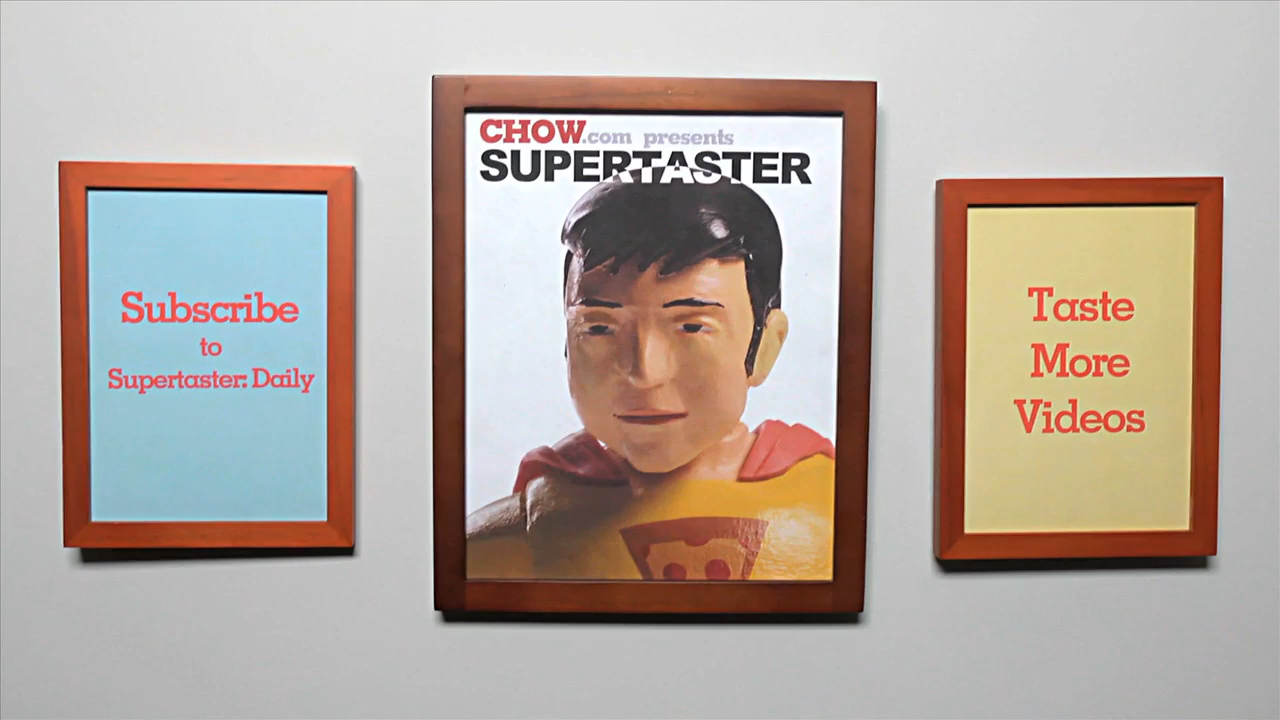 Subscribe
to
Supertaster: Daily
CHOW.com presents
SUPERTASTER
Taste
More
Videos